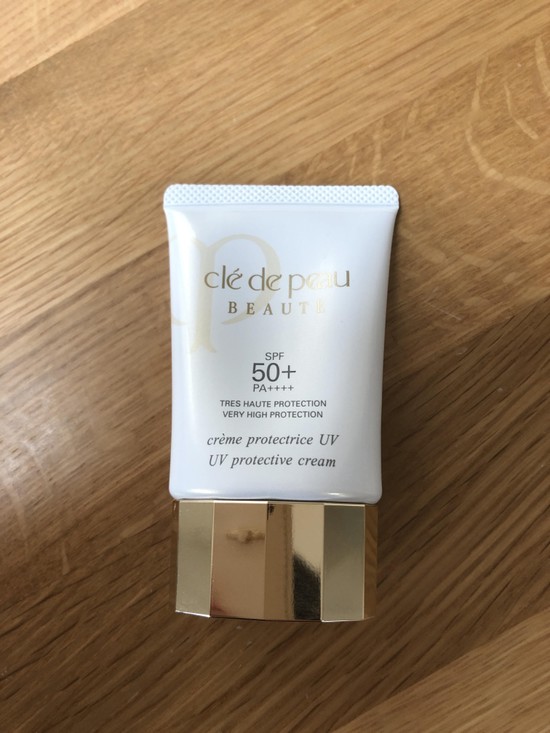 clé de peau
BEAUTÉ
SPF
50+
PA++++
TRES HAUTE PROTECTION
VERY HIGH PROTECTION
crème protectrice UV
UV protective cream